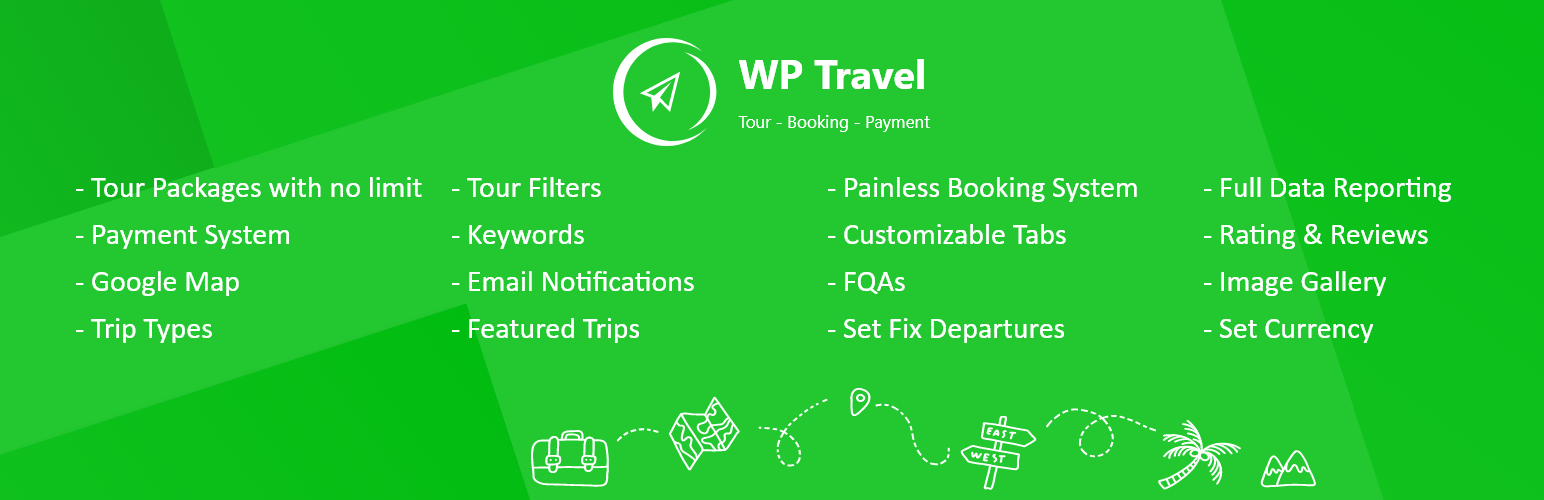 WP Travel
Tour - Booking - Payment
- Tour Packages with no limit
- Payment System
- Google Map
- Trip Types
- Tour Filters
- Keywords
- Email Notifications
- Featured Trips
- Painless Booking System
- Customizable Tabs
- FQAs
- Set Fix Departures
- Full Data Reporting
- Rating & Reviews
- Image Gallery
- Set Currency
EAST
WEST